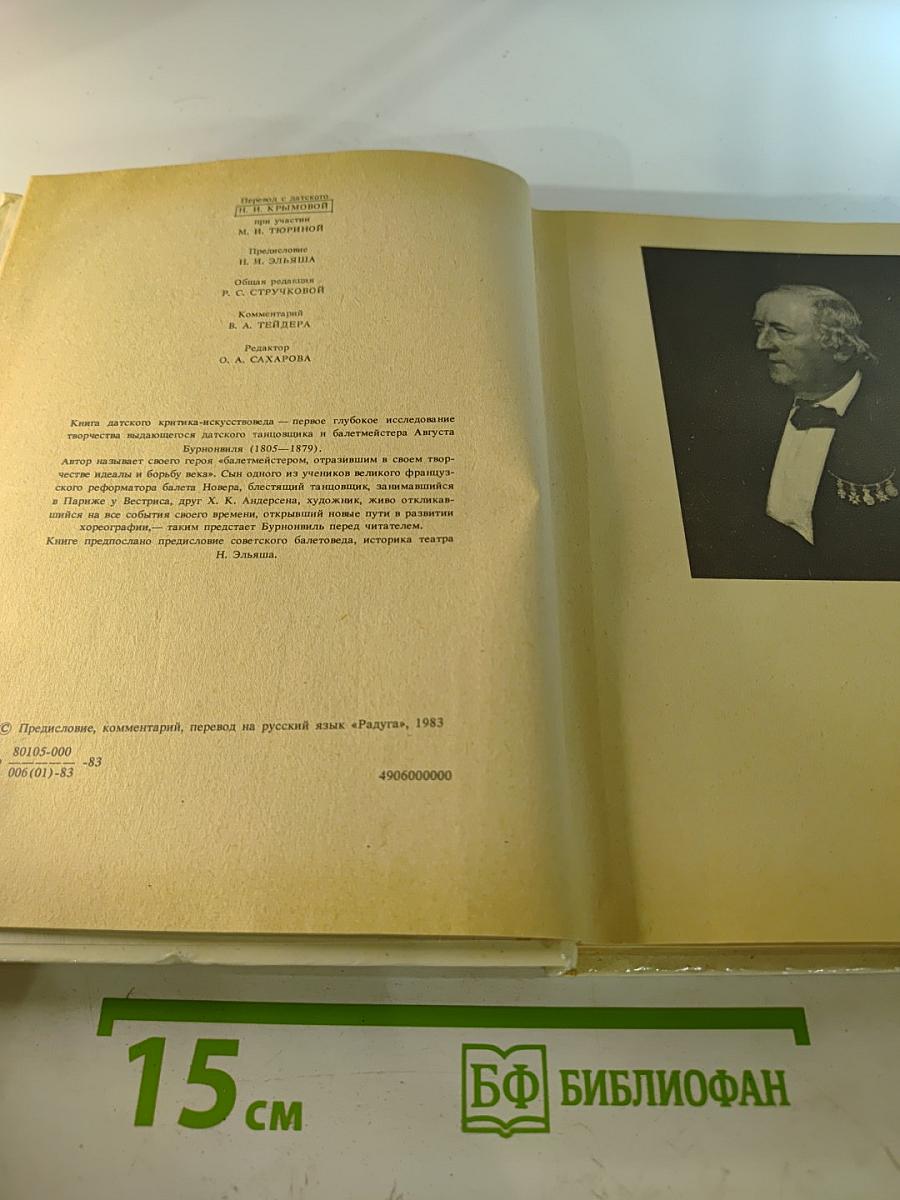 Перевод с датского
Н. И. КРЫМОВОЙ
при участии
М. И. ТЮРИНОЙ
Предисловие
Н. И. ЭЛЬЯША
Общая редакция
Р. С. СТРУЧКОВОЙ
Комментарий
В. А. ТЕЙДЕРА
Редактор
О. А. САХАРОВА
Книга датского критика-искусствоведа — первое глубокое исследование
творчества выдающегося датского танцовщика и балетмейстера Августа
Бурнонвиля (1805—1879).
Автор называет своего героя «балетмейстером, отразившим в своем твор-
честве идеалы и борьбу века». Сын одного из учеников великого француз-
ского реформатора балета Новера, блестящий танцовщик, занимавшийся
в Париже у Вестриса, друг Х. К. Андерсена, художник, живо откликав-
шийся на все события своего времени, открывший новые пути в развитии
хореографии,— таким предстает Бурнонвиль перед читателем.
Книге предпослано предисловие советского балетоведа, историка театра
Н. Эльяша.
© Предисловие, комментарий, перевод на русский язык «Радуга», 1983
80105-000
006(01)-83 -83
4906000000
15 см
БФ БИБЛИОФАН